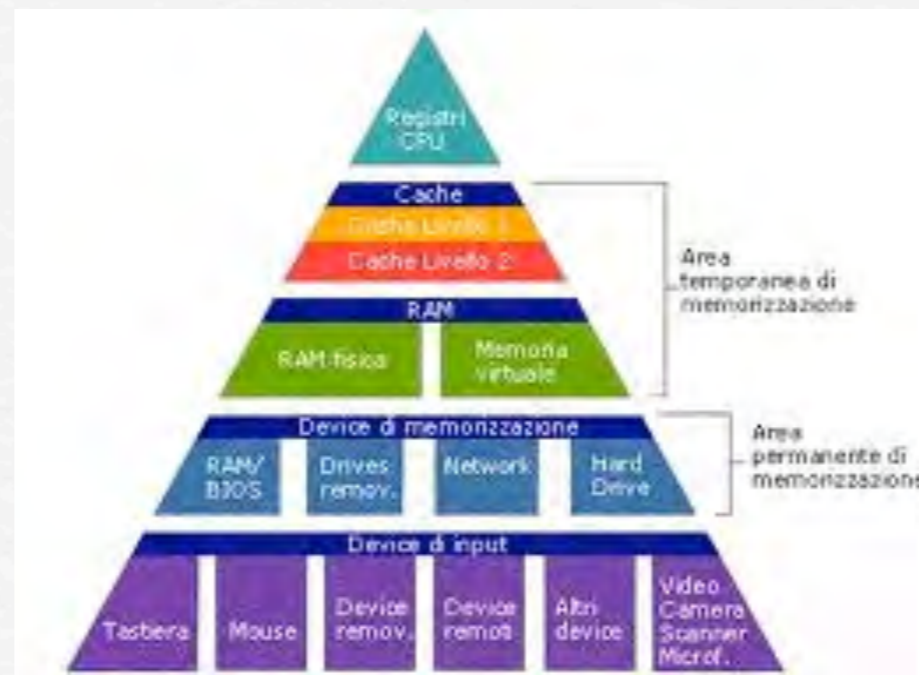 Registri
CPU
Cache
Cache Livello 1
Cache Livello 2
RAM
RAM fisica
Memoria
virtuale
Area
temporanea di
memorizzazione
Device di memorizzazione
RAM/
BIOS
Drives
remov.
Network
Hard
Drive
Area
permanente di
memorizzazione
Device di input
Tastiera
Mouse
Device
remov.
Device
remoti
Altri
device
Video
Camera
Scanner
Microf.